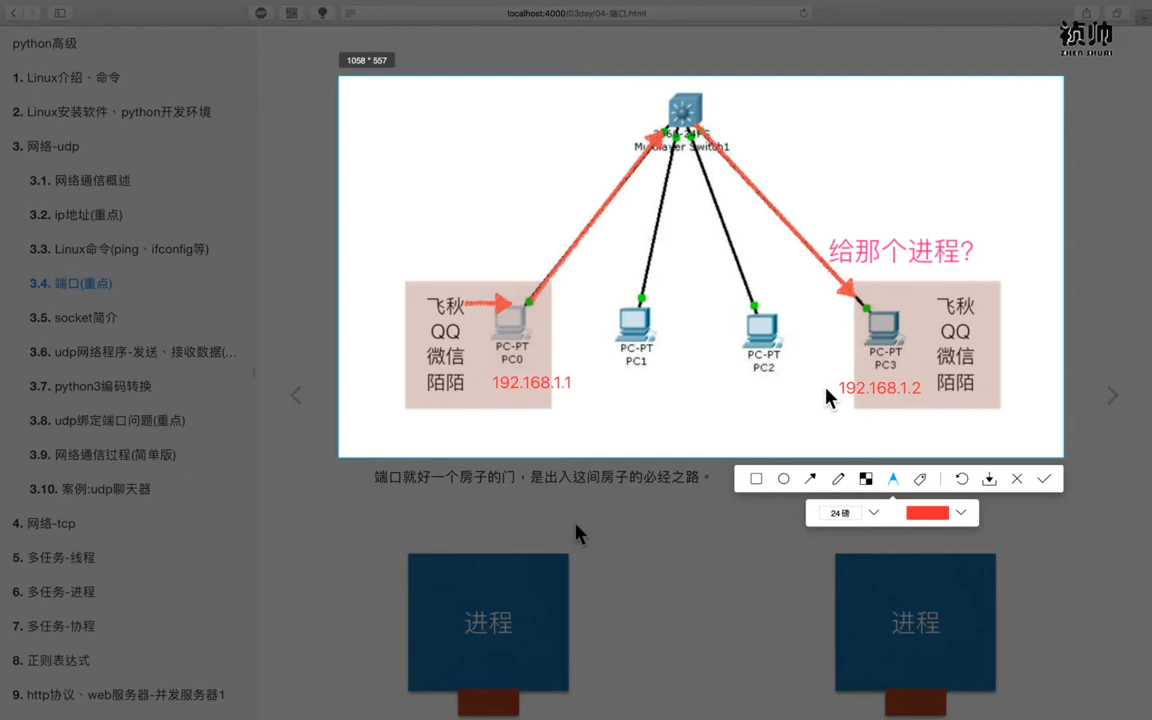 localhost:4000/03day/04-端口.html
祯帅
ZHEN SHUAI
python高级
1. Linux介绍、命令
2. Linux安装软件、python开发环境
3. 网络-udp
3.1. 网络通信概述
3.2. ip地址(重点)
3.3. Linux命令(ping、ifconfig等)
3.4. 端口(重点)
3.5. socket简介
3.6. udp网络程序-发送、接收数据(...
3.7. python3编码转换
3.8. udp绑定端口问题(重点)
3.9. 网络通信过程(简单版)
3.10. 案例:udp聊天器
4. 网络-tcp
5. 多任务-线程
6. 多任务-进程
7. 多任务-协程
8. 正则表达式
9. http协议、web服务器-并发服务器1
1058 * 557
Multilayer Switch1
给那个进程?
飞秋
QQ
微信
陌陌
PC-PT
PC0
192.168.1.1
PC-PT
PC1
PC-PT
PC2
PC-PT
PC3
192.168.1.2
飞秋
QQ
微信
陌陌
端口就好一个房子的门，是出入这间房子的必经之路。
24 磅
进程
进程